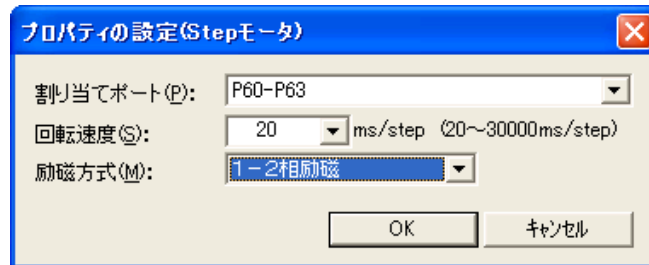 プロパティの設定(Stepモータ)
割り当てポート(P): P60-P63
回転速度(S): 20 ms/step (20～30000ms/step)
励磁方式(M): 1－2相励磁
OK キャンセル